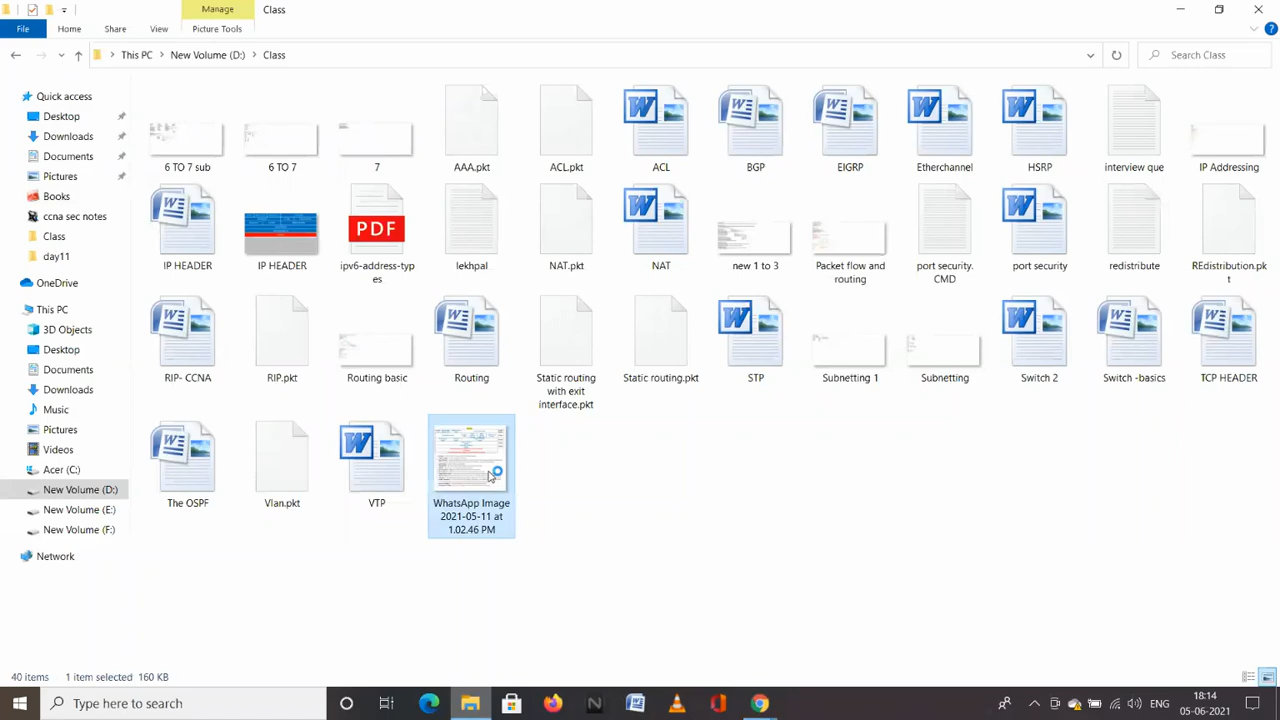 Manage
Class
File
Home
Share
View
Picture Tools
This PC
New Volume (D:)
Class
Search Class
Quick access
Desktop
Downloads
Documents
Pictures
Books
ccna sec notes
Class
day11
OneDrive
This PC
3D Objects
Desktop
Documents
Downloads
Music
Pictures
Videos
Acer (C:)
New Volume (D:)
New Volume (E:)
New Volume (F:)
Network
6 TO 7 sub
6 TO 7
7
AAA.pkt
ACL.pkt
ACL
BGP
EIGRP
Etherchannel
HSRP
interview que
IP Addressing
IP HEADER
IP HEADER
PDF
ipv6-address-typ
es
lekhpal
NAT.pkt
NAT
new 1 to 3
Packet flow and
routing
port security.
CMD
port security
redistribute
REdistribution.pk
t
RIP- CCNA
RIP.pkt
Routing basic
Routing
Static routing
with exit
interface.pkt
Static routing.pkt
STP
Subnetting 1
Subnetting
Switch 2
Switch -basics
TCP HEADER
The OSPF
Vlan.pkt
VTP
WhatsApp Image
2021-05-11 at
1.02.46 PM
40 items
1 item selected 160 KB
Type here to search
ENG
18:14
05-06-2021